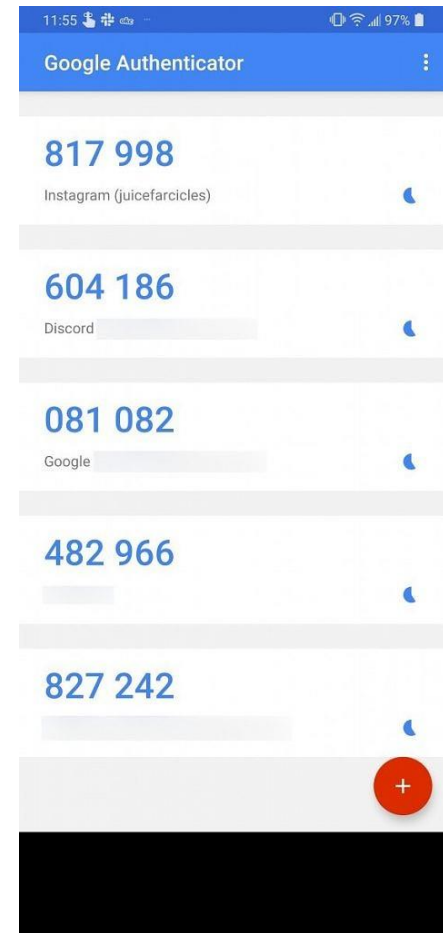 11:55 97%
Google Authenticator
817 998
Instagram (juicefarcicles)
604 186
Discord
081 082
Google
482 966
827 242
+